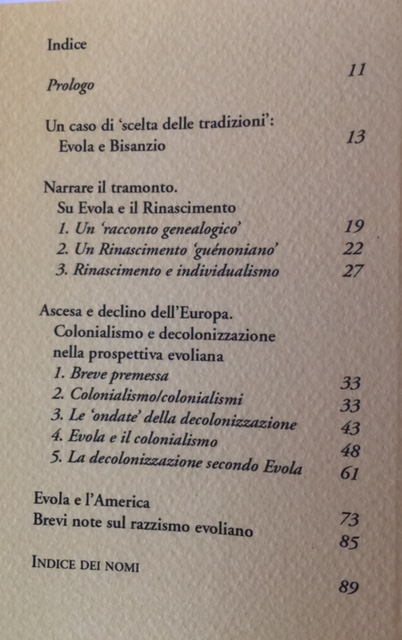 Indice
Prologo 11
Un caso di ‘scelta delle tradizioni’:
Evola e Bisanzio 13
Narrare il tramonto.
Su Evola e il Rinascimento
1. Un ‘racconto genealogico’ 19
2. Un Rinascimento ‘guénoniano’ 22
3. Rinascimento e individualismo 27
Ascesa e declino dell’Europa.
Colonialismo e decolonizzazione
nella prospettiva evoliana
1. Breve premessa 33
2. Colonialismo/colonialismi 33
3. Le ‘ondate’ della decolonizzazione 43
4. Evola e il colonialismo 48
5. La decolonizzazione secondo Evola 61
Evola e l’America 73
Brevi note sul razzismo evoliano 85
INDICE DEI NOMI 89